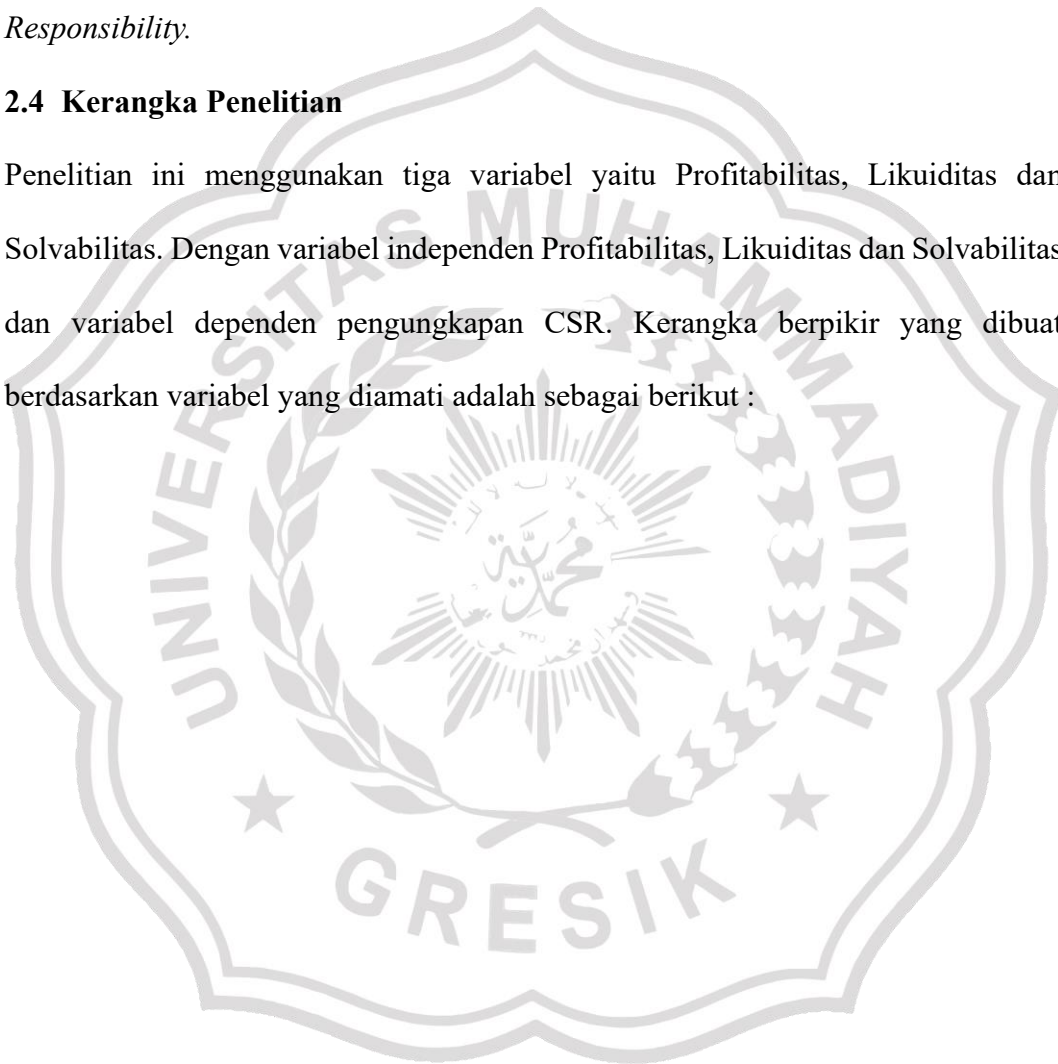 Responsibility.
2.4 Kerangka Penelitian
Penelitian ini menggunakan tiga variabel yaitu Profitabilitas, Likuiditas dan
Solvabilitas. Dengan variabel independen Profitabilitas, Likuiditas dan Solvabilitas
dan variabel dependen pengungkapan CSR. Kerangka berpikir yang dibuat
berdasarkan variabel yang diamati adalah sebagai berikut :
UNIVERSITAS MUHAMMADIYAH
محمد
GRESIK